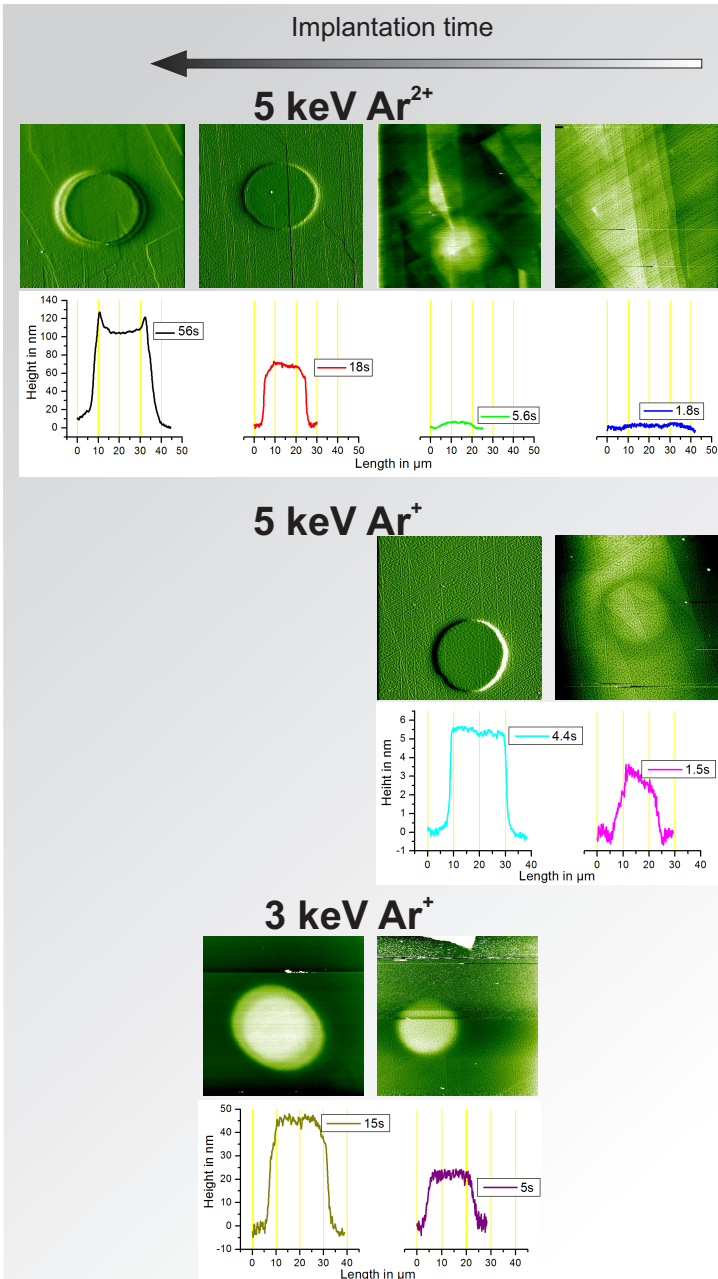 Implantation time
5 keV Ar2+
Height in nm
140
120
100
80
60
40
20
0
56s
18s
5.6s
1.8s
0 10 20 30 40 50 0 10 20 30 40 50 0 10 20 30 40 50 0 10 20 30 40 50
Length in µm
5 keV Ar+
Heiht in nm
6
5
4
3
2
1
0
-1
4.4s
1.5s
0 10 20 30 40 0 10 20 30 40
Length in µm
3 keV Ar+
Height in nm
50
40
30
20
10
0
-10
15s
5s
0 10 20 30 40 0 10 20 30 40 50
Length in µm